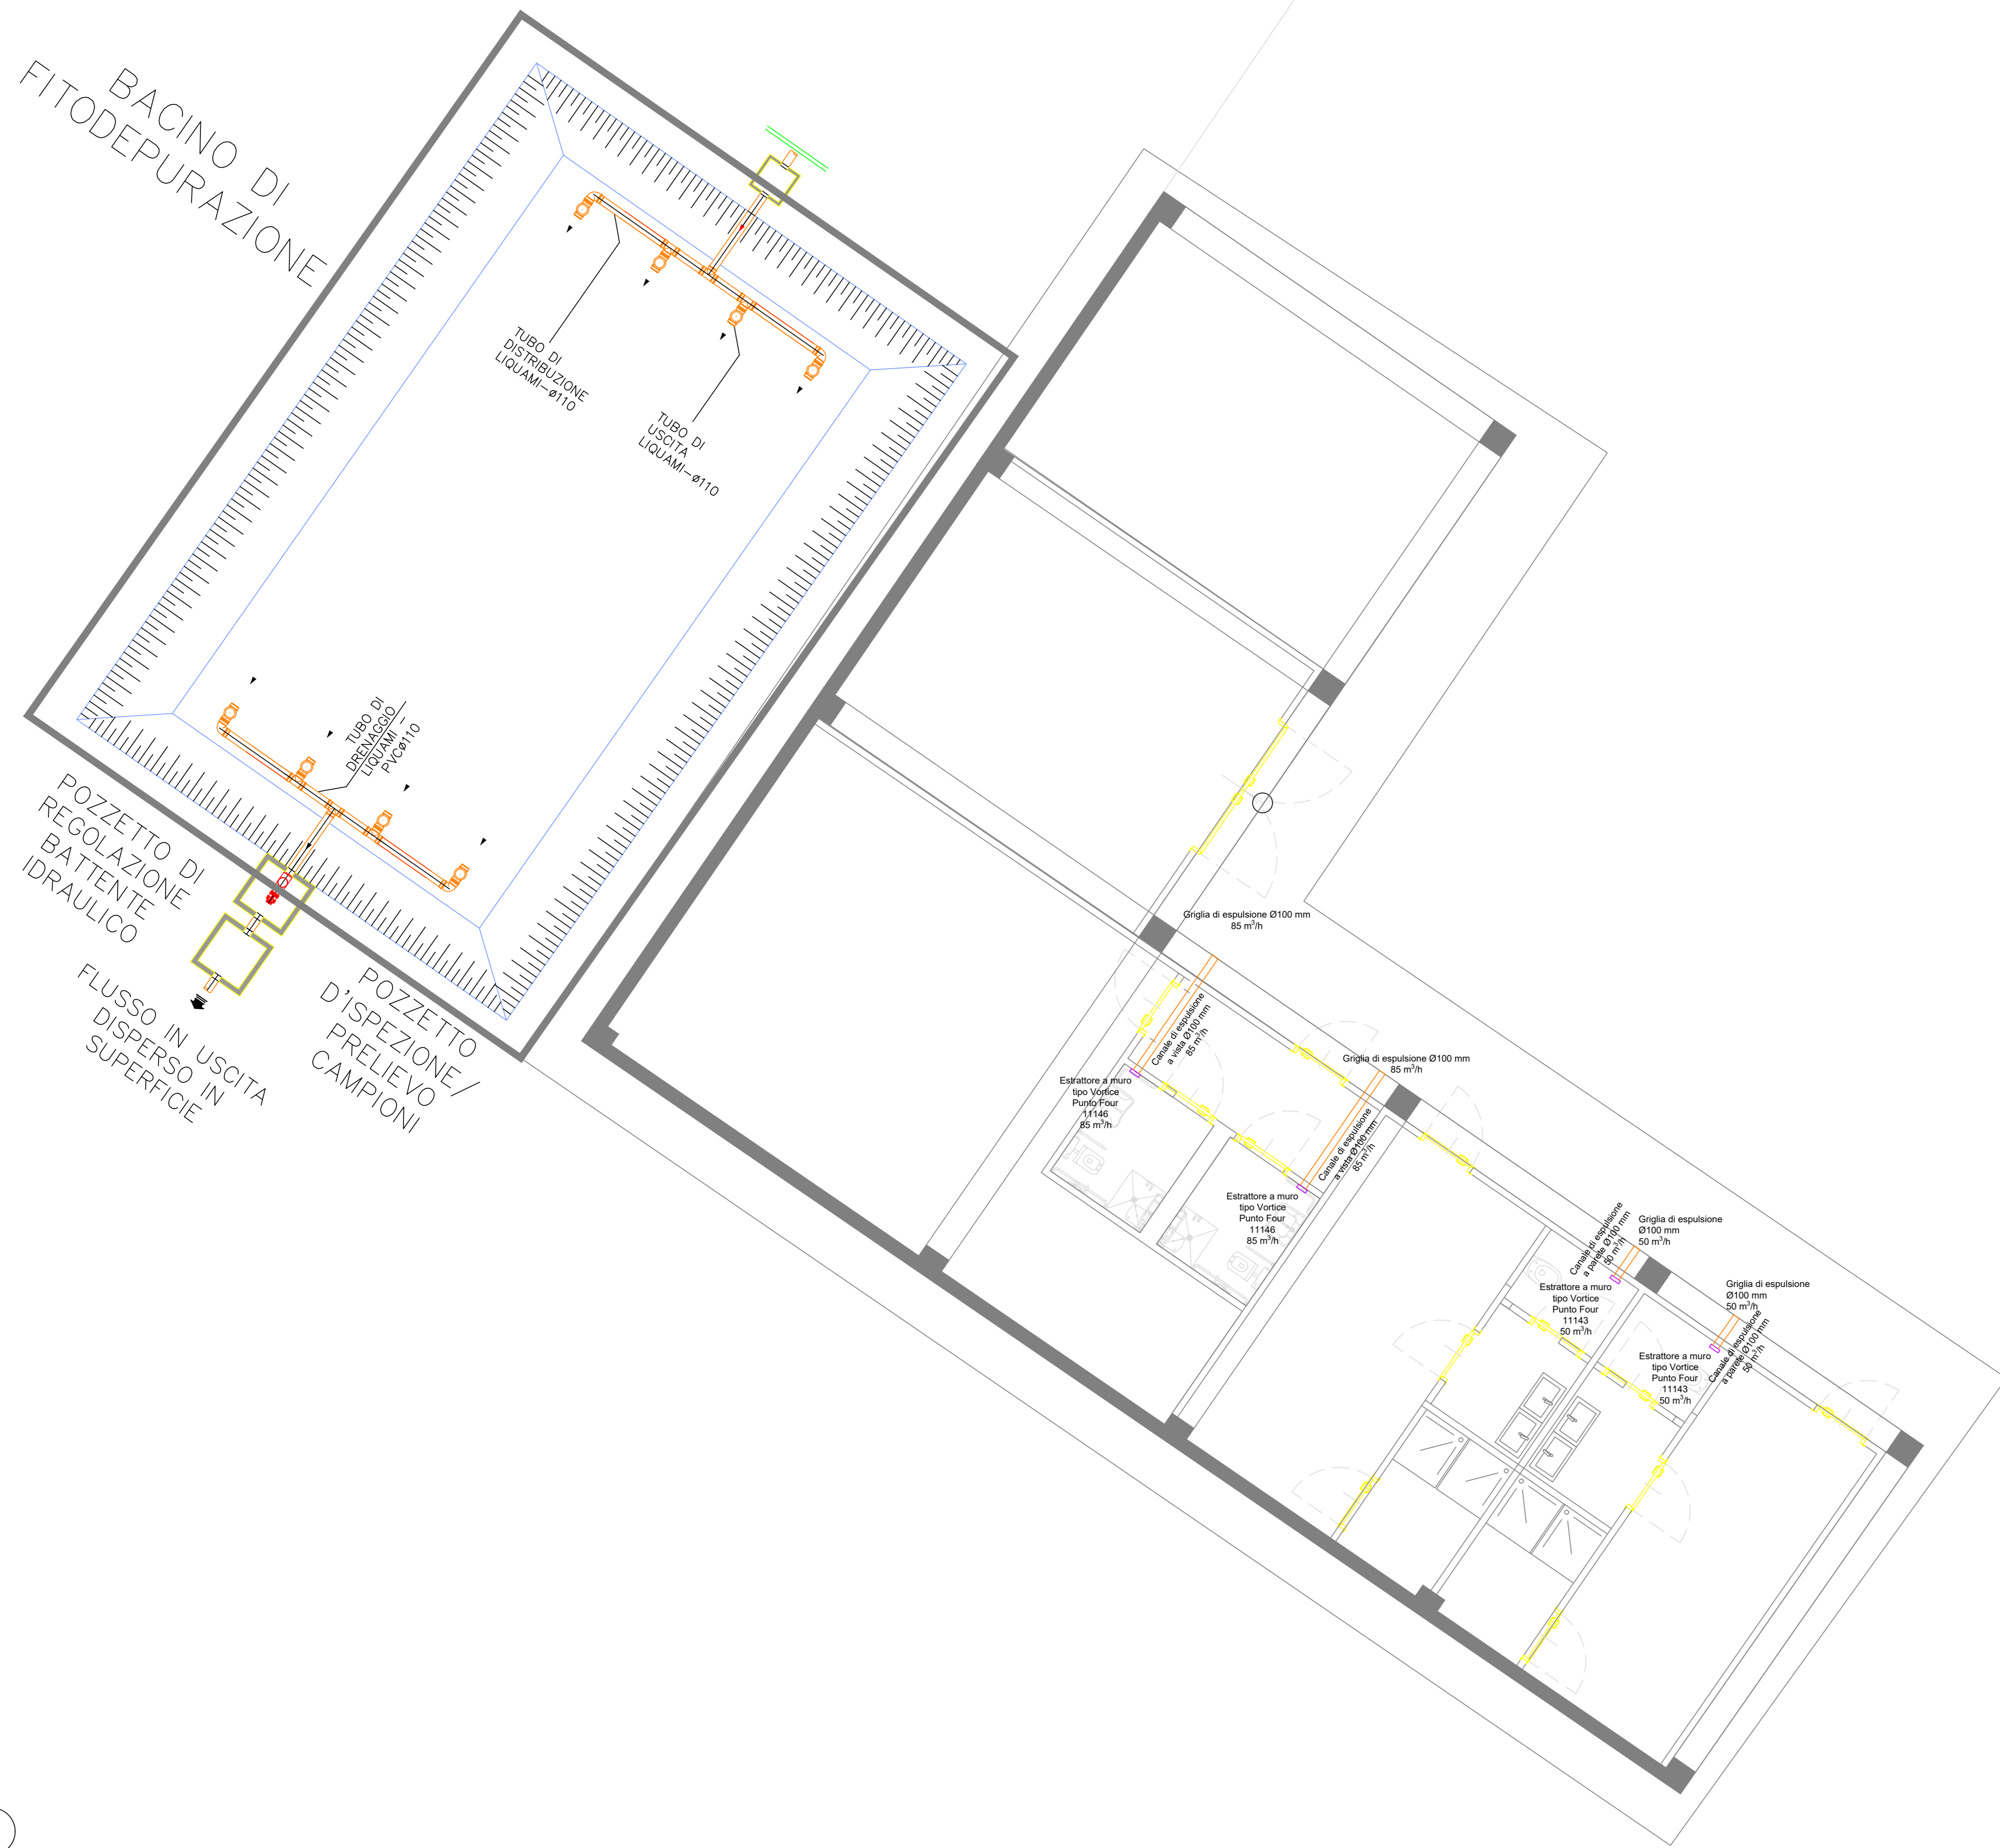 BACINO DI
FITODEPURAZIONE
TUBO DI
DISTRIBUZIONE
LIQUAMI-ø110
TUBO DI
USCITA
LIQUAMI-ø110
TUBO DI
DRENAGGIO
LIQUAMI -
PVCø110
POZZETTO DI
REGOLAZIONE
BATTENTE
IDRAULICO
FLUSSO IN USCITA
DISPERSO IN
SUPERFICIE
POZZETTO
D'ISPEZIONE/
PRELIEVO
CAMPIONI
Griglia di espulsione Ø100 mm
85 m³/h
Canale di espulsione
a vista Ø100 mm
85 m³/h
Estrattore a muro
tipo Vortice
Punto Four
11146
85 m³/h
Griglia di espulsione Ø100 mm
85 m³/h
Canale di espulsione
a vista Ø100 mm
85 m³/h
Estrattore a muro
tipo Vortice
Punto Four
11146
85 m³/h
Canale di espulsione
a parete Ø100 mm
50 m³/h
Griglia di espulsione
Ø100 mm
50 m³/h
Estrattore a muro
tipo Vortice
Punto Four
11143
50 m³/h
Griglia di espulsione
Ø100 mm
50 m³/h
Canale di espulsione
a parete Ø100 mm
50 m³/h
Estrattore a muro
tipo Vortice
Punto Four
11143
50 m³/h